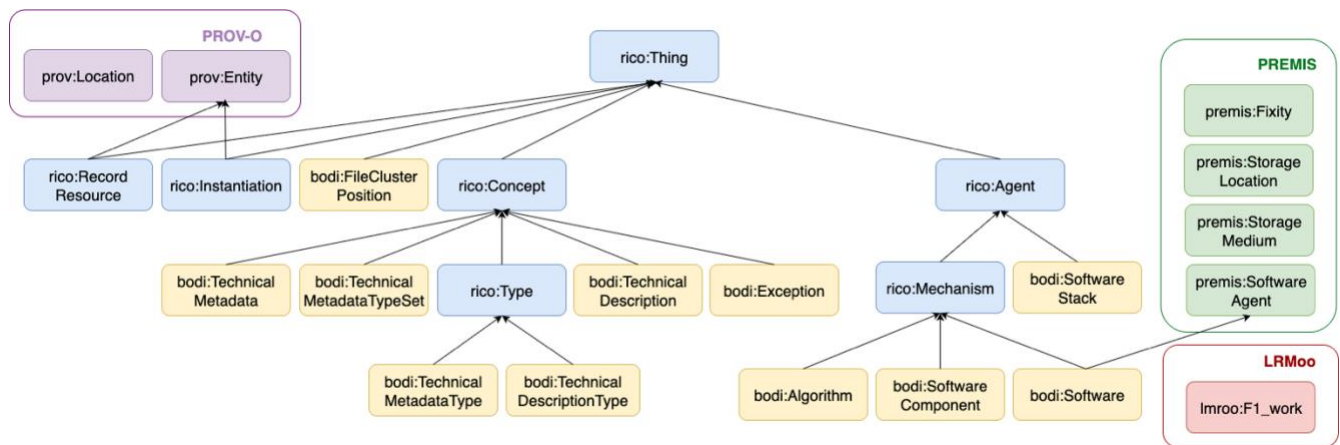 PROV-O
prov:Location
prov:Entity
rico:Thing
PREMIS
premis:Fixity
premis:Storage
Location
premis:Storage
Medium
premis:Software
Agent
rico:Record
Resource
rico:Instantiation
bodi:FileCluster
Position
rico:Concept
rico:Agent
bodi:Technical
Metadata
bodi:Technical
MetadataTypeSet
rico:Type
bodi:Technical
Description
bodi:Exception
rico:Mechanism
bodi:Software
Stack
bodi:Technical
MetadataType
bodi:Technical
DescriptionType
bodi:Algorithm
bodi:Software
Component
bodi:Software
LRMoo
lmroo:F1_work